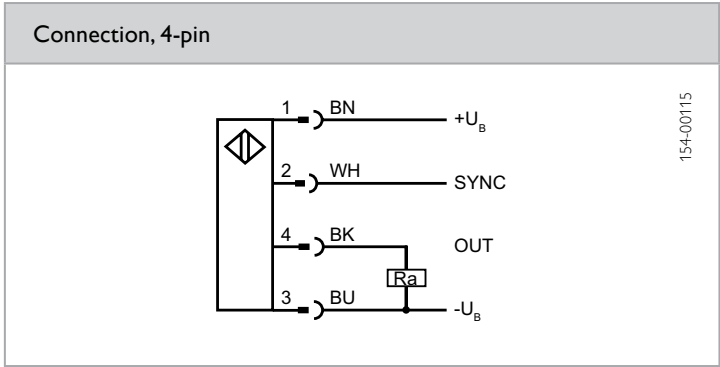 Connection, 4-pin
1 BN +U_B
2 WH SYNC
4 BK OUT
Ra
3 BU -U_B
154-00115